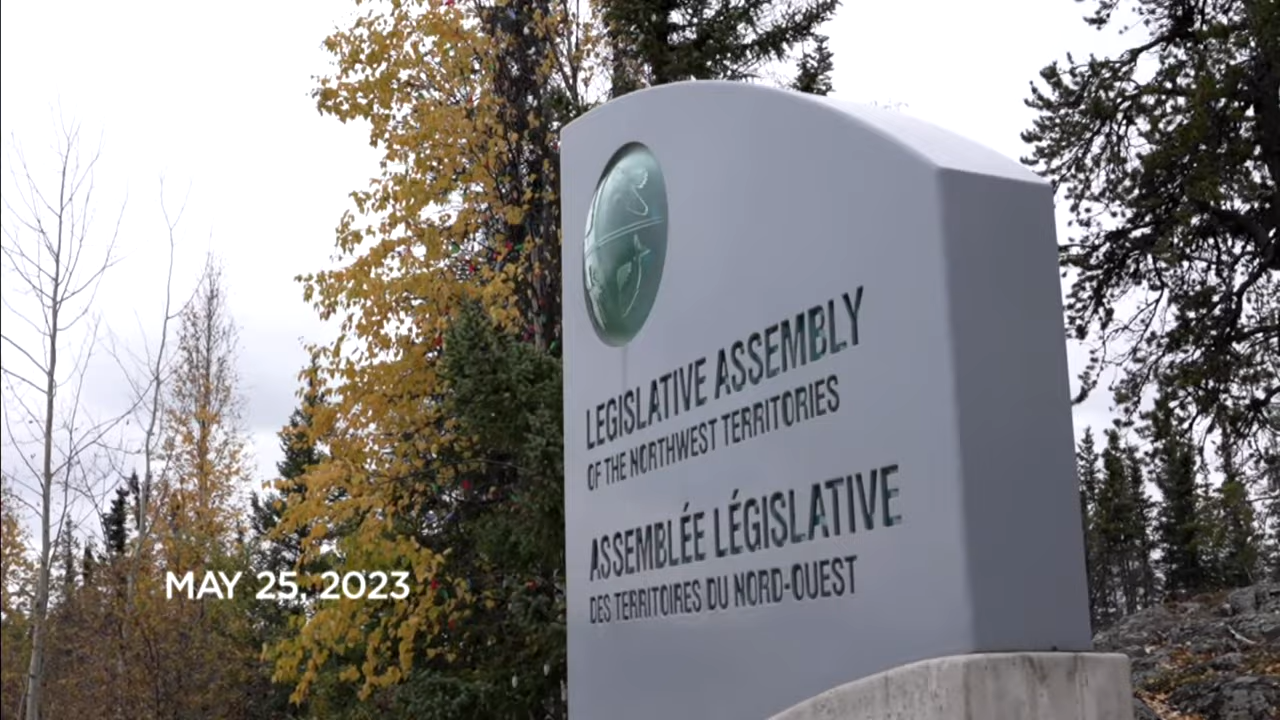 LEGISLATIVE ASSEMBLY
OF THE NORTHWEST TERRITORIES
ASSEMBLÉE LÉGISLATIVE
DES TERRITOIRES DU NORD-OUEST
MAY 25, 2023